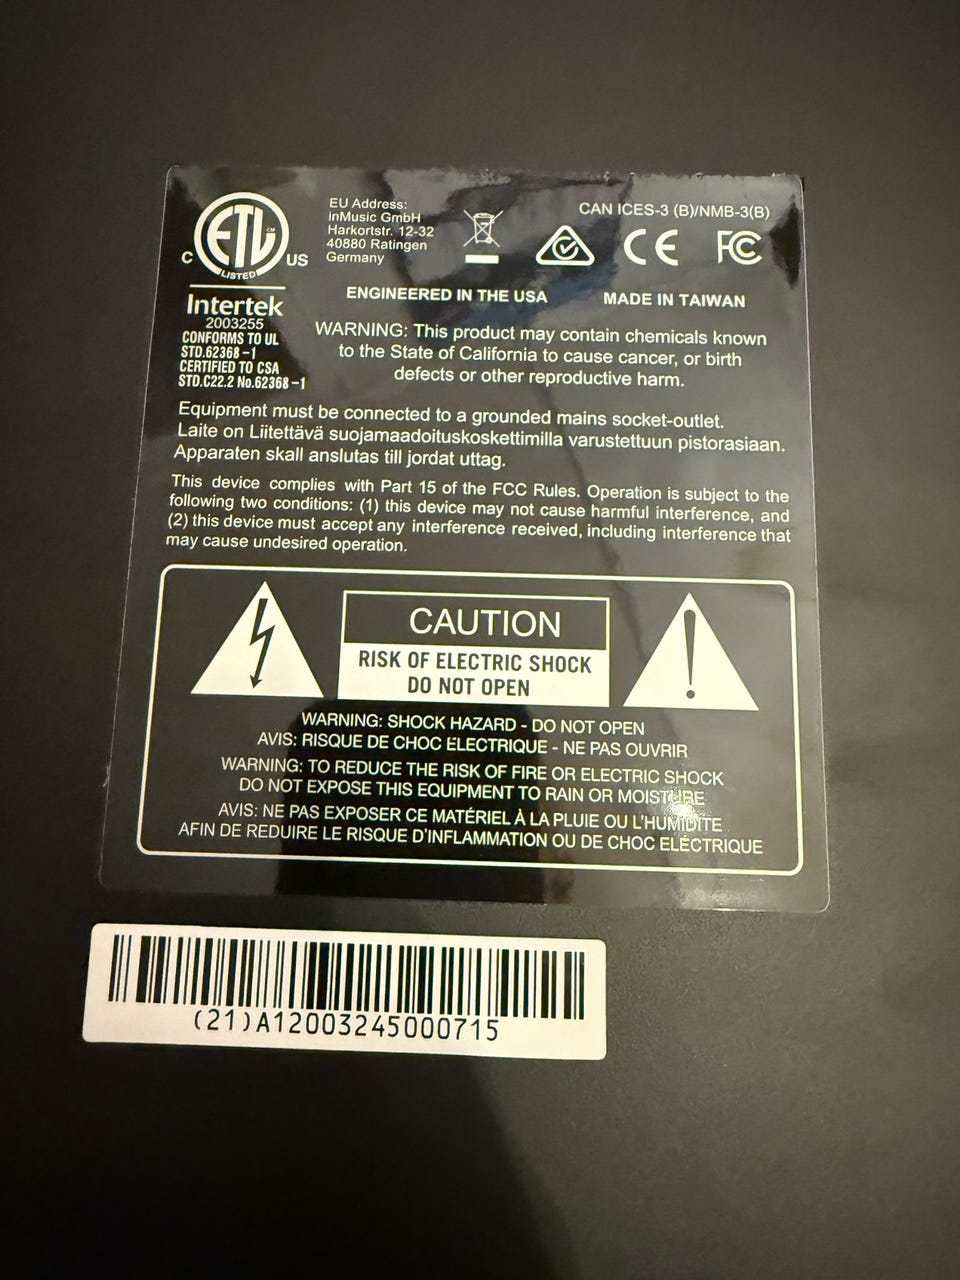 ETL CM
LISTED
C US
Intertek
2003255
CONFORMS TO UL
STD.62368-1
CERTIFIED TO CSA
STD.C22.2 No.62368-1
EU Address:
inMusic GmbH
Harkortstr. 12-32
40880 Ratingen
Germany
CAN ICES-3 (B)/NMB-3(B)
CE FC
ENGINEERED IN THE USA MADE IN TAIWAN
WARNING: This product may contain chemicals known
to the State of California to cause cancer, or birth
defects or other reproductive harm.
Equipment must be connected to a grounded mains socket-outlet.
Laite on Liitettävä suojamaadoituskoskettimilla varustettuun pistorasiaan.
Apparaten skall anslutas till jordat uttag.
This device complies with Part 15 of the FCC Rules. Operation is subject to the
following two conditions: (1) this device may not cause harmful interference, and
(2) this device must accept any interference received, including interference that
may cause undesired operation.
CAUTION
RISK OF ELECTRIC SHOCK
DO NOT OPEN
WARNING: SHOCK HAZARD - DO NOT OPEN
AVIS: RISQUE DE CHOC ÉLECTRIQUE - NE PAS OUVRIR
WARNING: TO REDUCE THE RISK OF FIRE OR ELECTRIC SHOCK
DO NOT EXPOSE THIS EQUIPMENT TO RAIN OR MOISTURE
AVIS: NE PAS EXPOSER CE MATÉRIEL À LA PLUIE OU L'HUMIDITE
AFIN DE REDUIRE LE RISQUE D'INFLAMMATION OU DE CHOC ÉLECTRIQUE
(21)A12003245000715